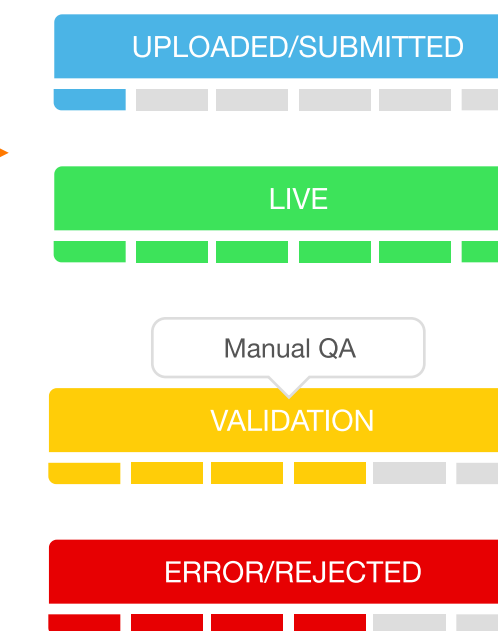 UPLOADED/SUBMITTED
LIVE
Manual QA
VALIDATION
ERROR/REJECTED